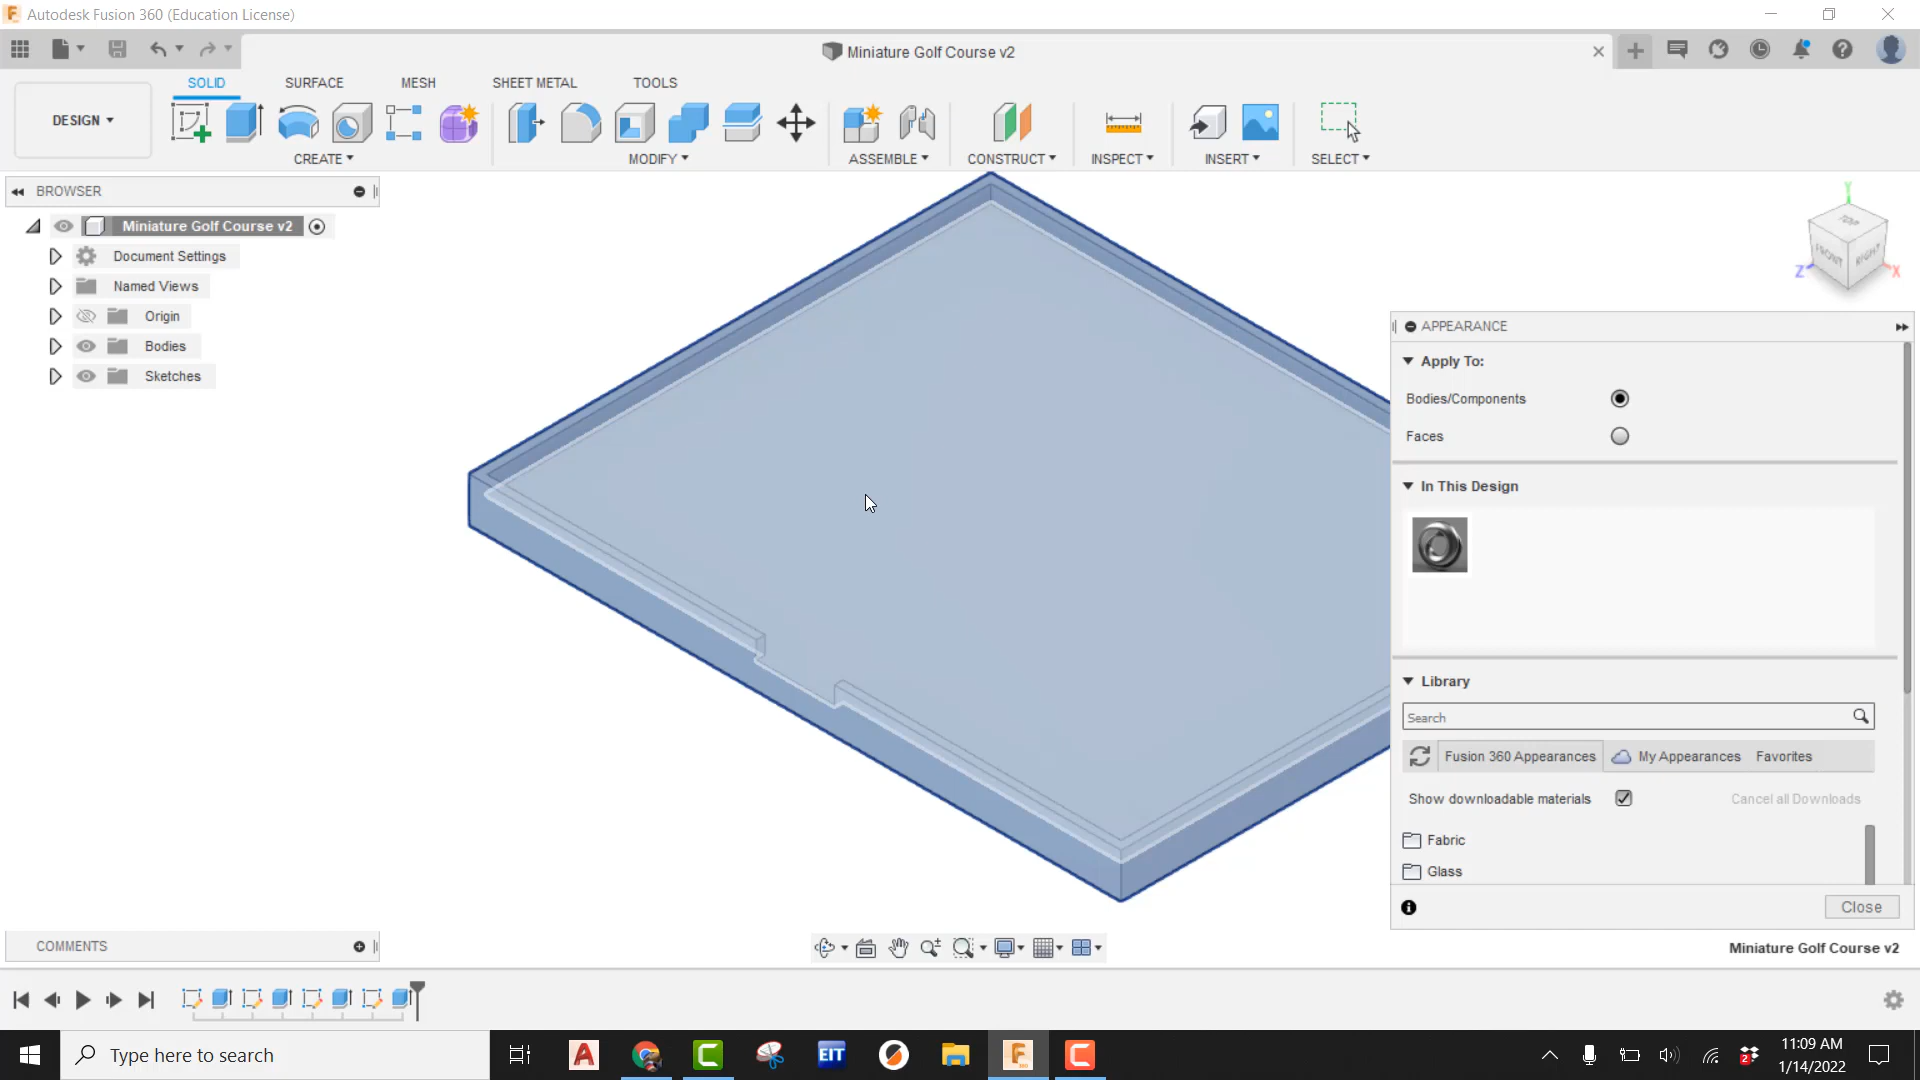 Autodesk Fusion 360 (Education License)
Miniature Golf Course v2
SOLID
SURFACE
MESH
SHEET METAL
TOOLS
DESIGN
CREATE
MODIFY
ASSEMBLE
CONSTRUCT
INSPECT
INSERT
SELECT
BROWSER
Miniature Golf Course v2
Document Settings
Named Views
Origin
Bodies
Sketches
Y
TOP
FRONT
RIGHT
Z
X
APPEARANCE
Apply To:
Bodies/Components
Faces
In This Design
Library
Search
Fusion 360 Appearances
My Appearances
Favorites
Show downloadable materials
Cancel all Downloads
Fabric
Glass
Close
COMMENTS
Miniature Golf Course v2
Type here to search
EIT
11:09 AM
1/14/2022